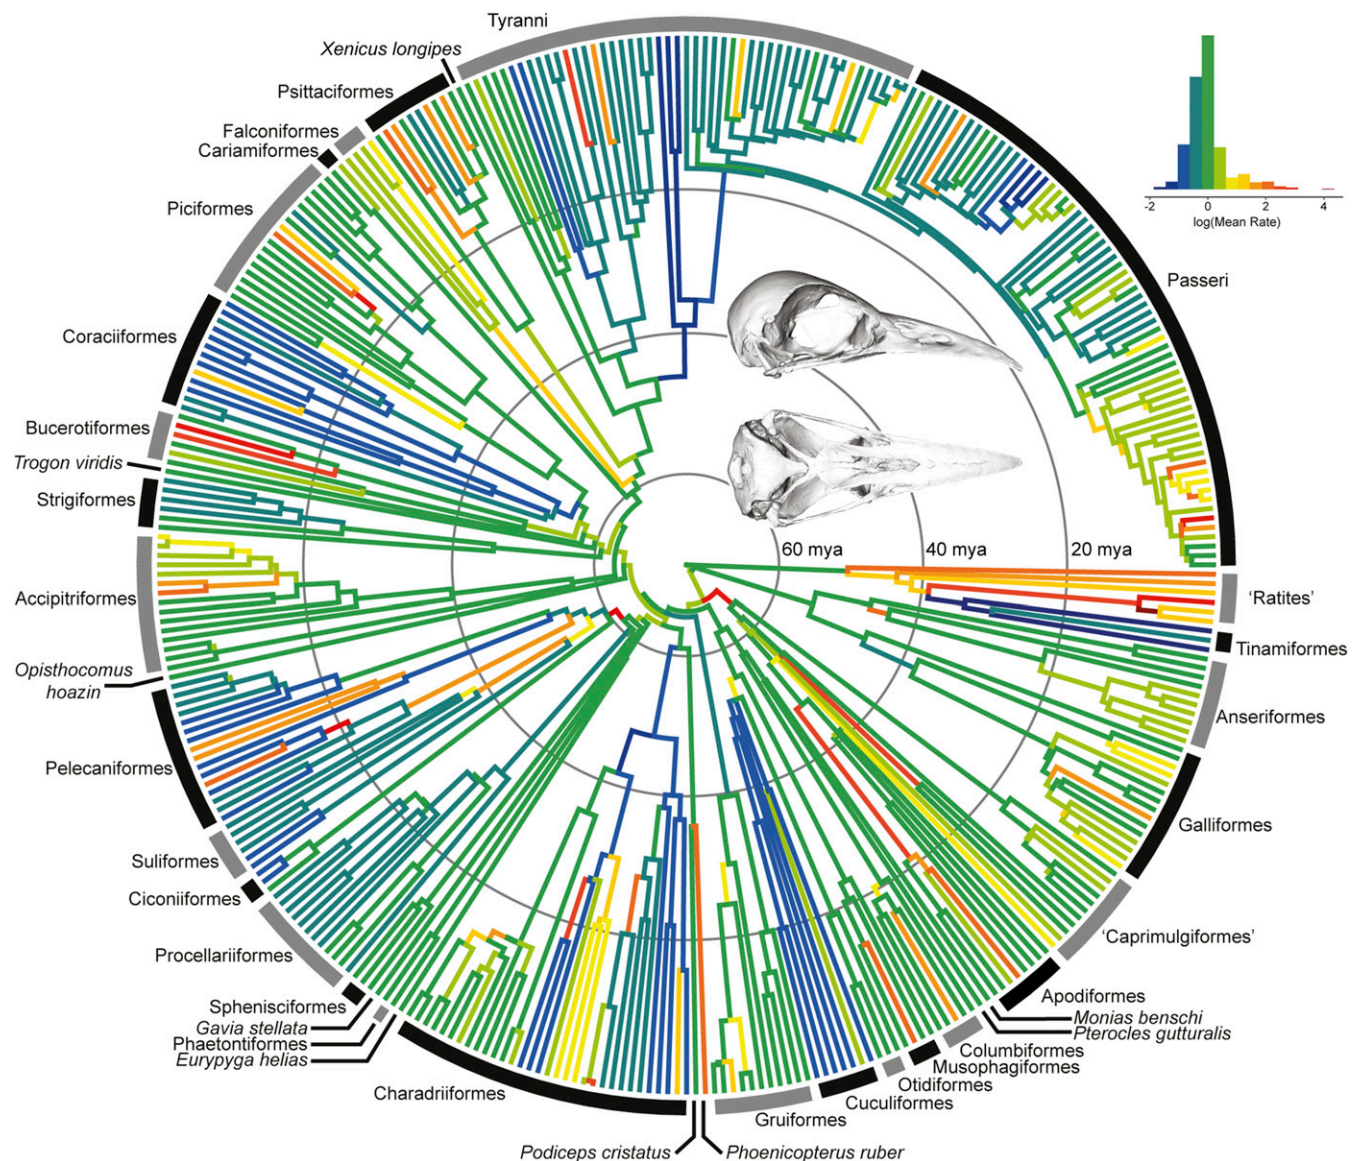 Tyranni
Xenicus longipes
Psittaciformes
Falconiformes
Cariamiformes
Piciformes
Coraciiformes
Bucerotiformes
Trogon viridis
Strigiformes
Accipitriformes
Opisthocomus
hoazin
Pelecaniformes
Suliformes
Ciconiiformes
Procellariiformes
Sphenisciformes
Gavia stellata
Phaetontiformes
Eurypyga helias
Charadriiformes
Podiceps cristatus
Phoenicopterus ruber
Gruiformes
Cuculiformes
Otidiformes
Musophagiformes
Columbiformes
Pterocles gutturalis
Monias benschi
Apodiformes
'Caprimulgiformes'
Galliformes
Anseriformes
Tinamiformes
'Ratites'
Passeri
60 mya
40 mya
20 mya
-2 0 2 4
log(Mean Rate)